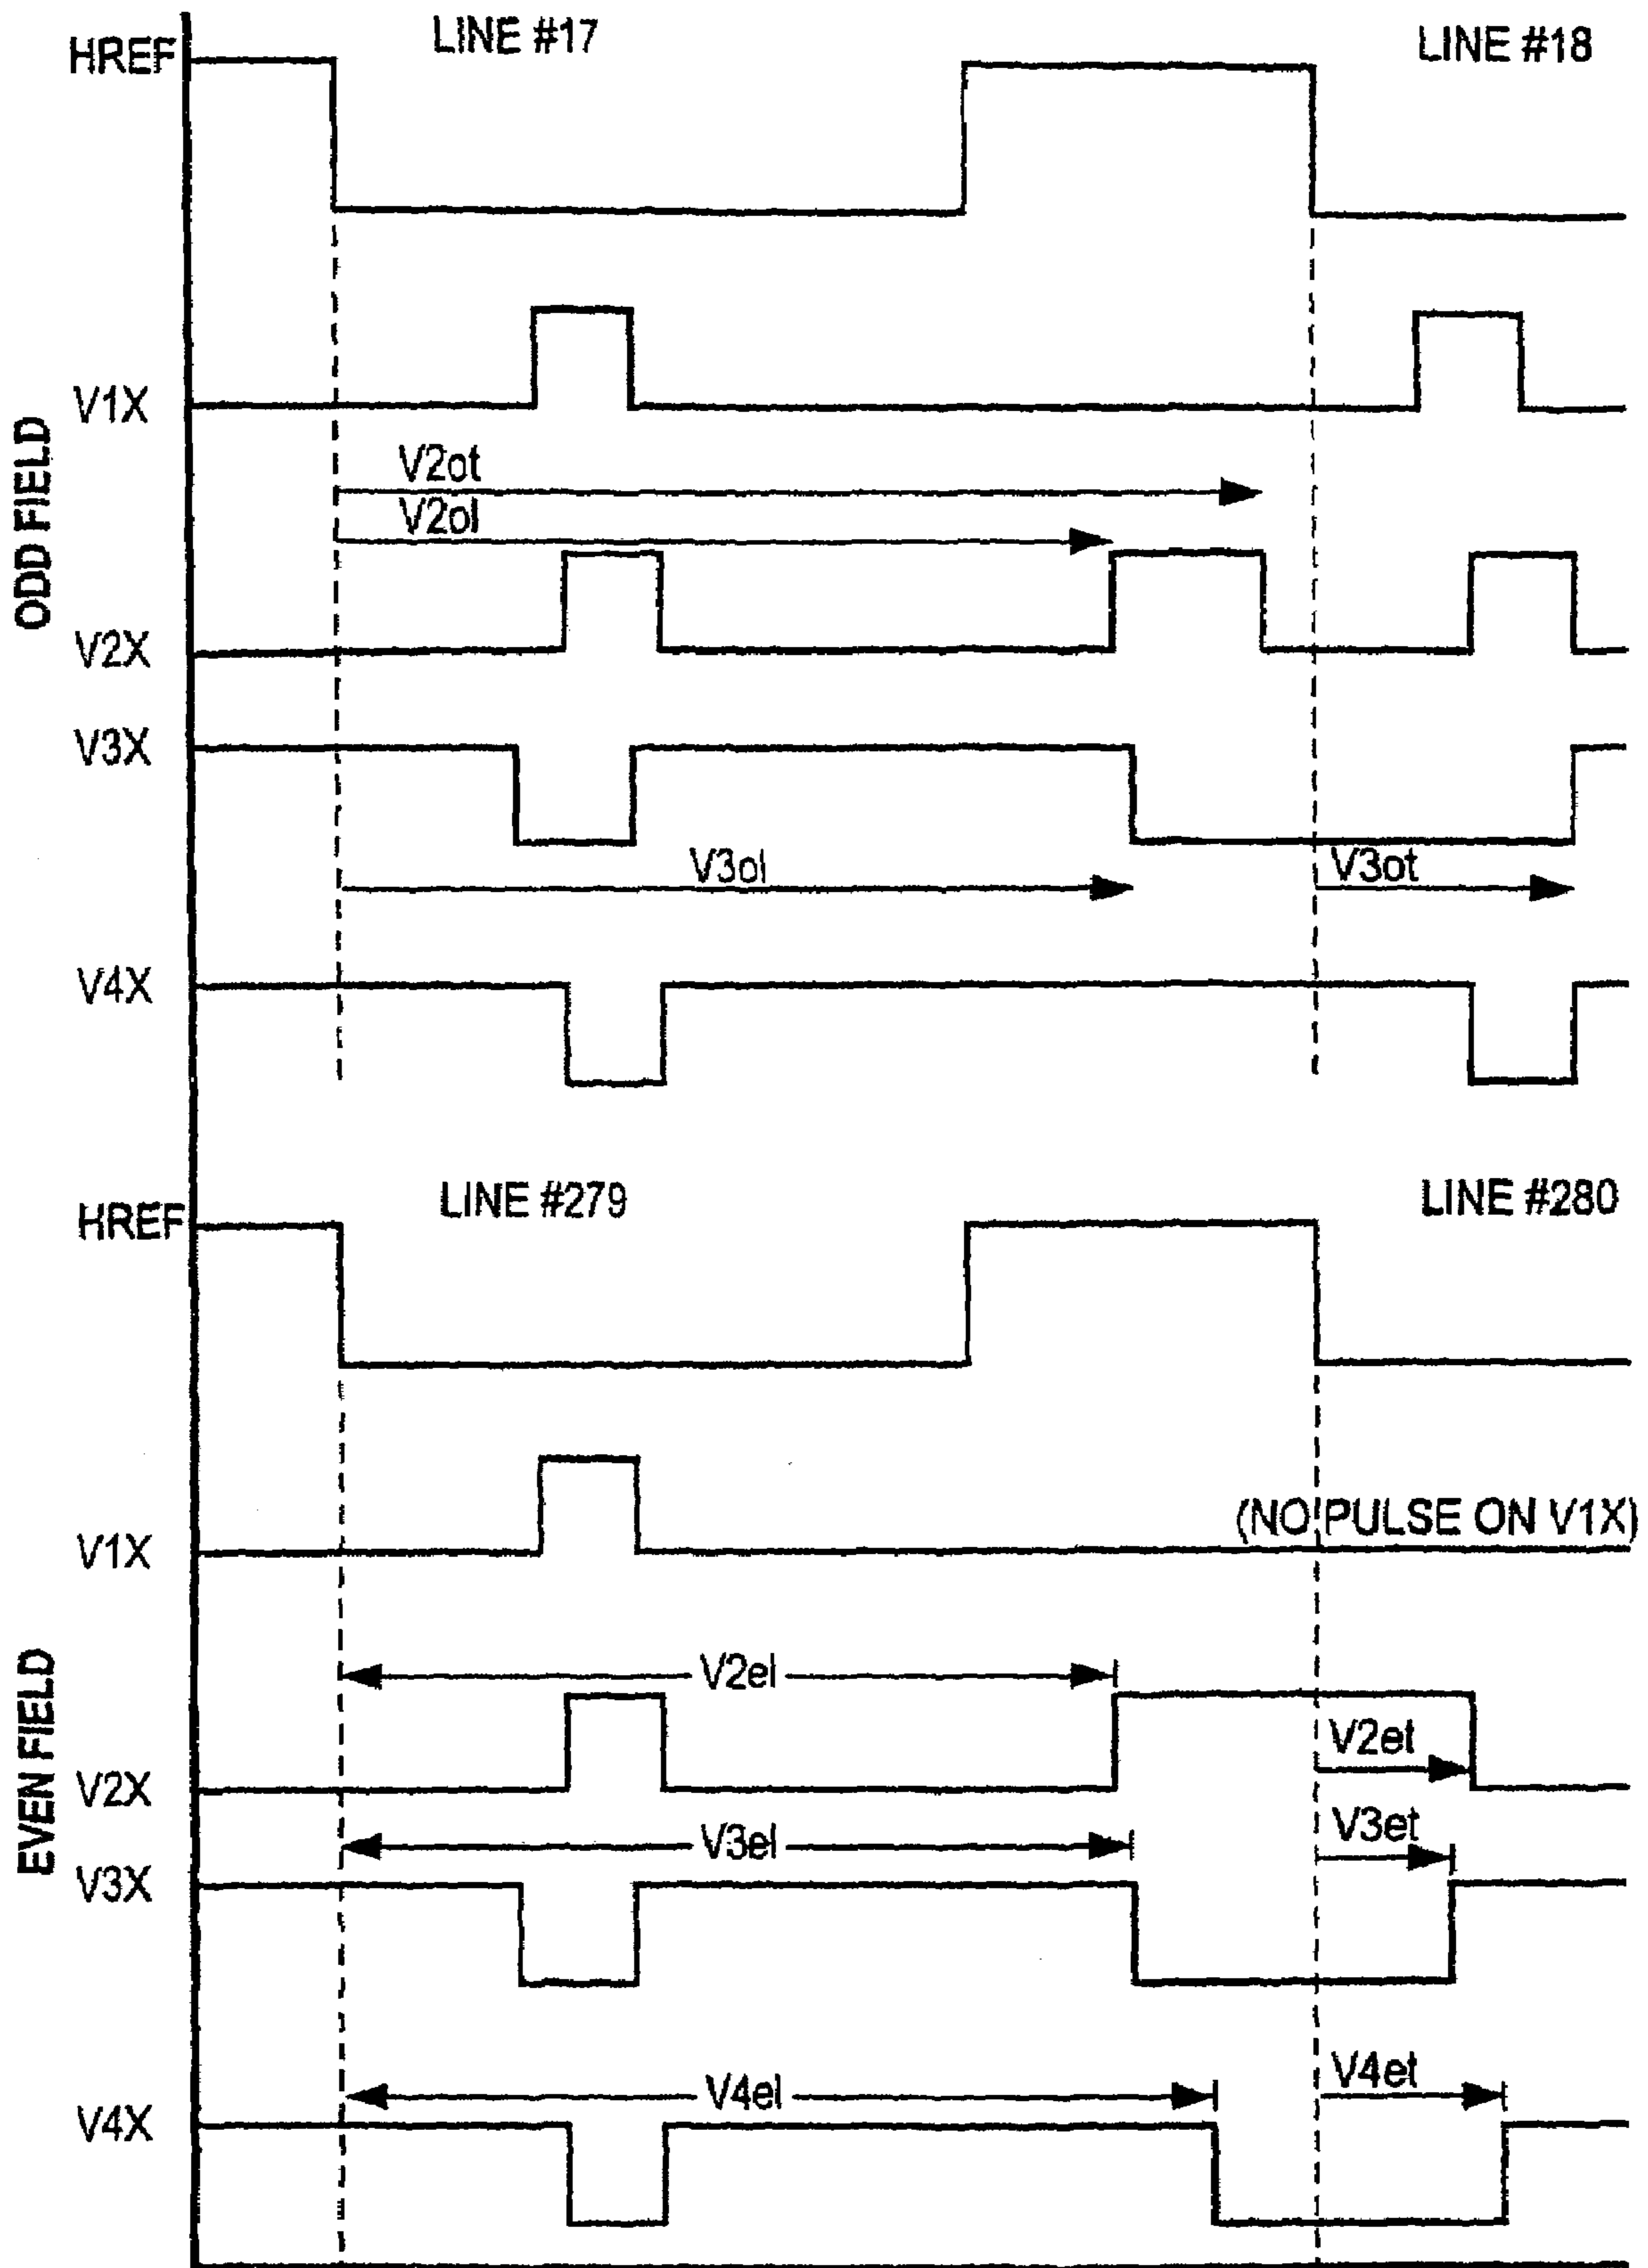 LINE #17
LINE #18
HREF
ODD FIELD
V1X
V2ot
V2ol
V2X
V3X
V3ol
V3ot
V4X
LINE #279
LINE #280
HREF
(NO PULSE ON V1X)
V1X
EVEN FIELD
V2el
V2et
V2X
V3el
V3et
V3X
V4el
V4et
V4X